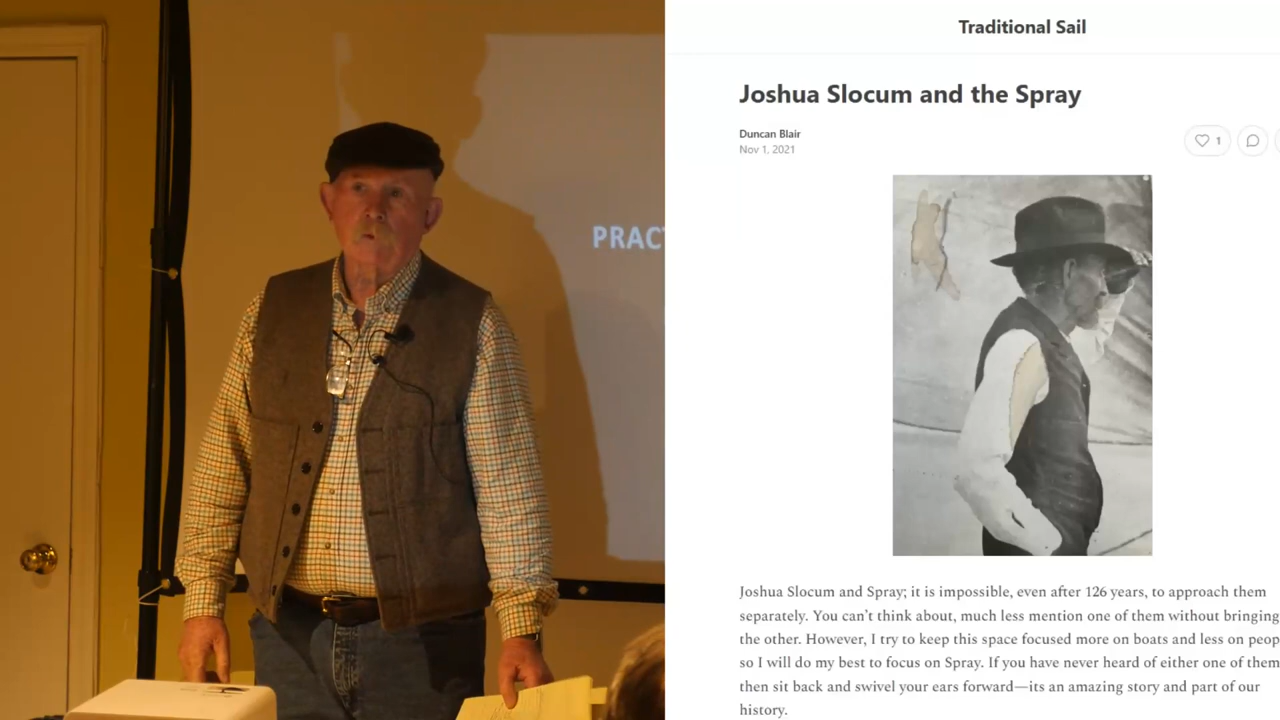 PRAC
Traditional Sail
Joshua Slocum and the Spray
Duncan Blair
Nov 1, 2021
1
Joshua Slocum and Spray; it is impossible, even after 126 years, to approach them
separately. You can't think about, much less mention one of them without bringing
the other. However, I try to keep this space focused more on boats and less on peop
so I will do my best to focus on Spray. If you have never heard of either one of them
then sit back and swivel your ears forward—its an amazing story and part of our
history.